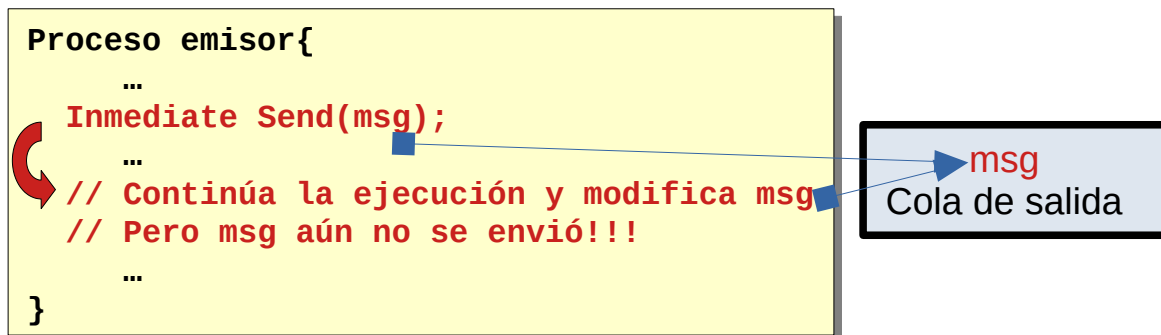 Proceso emisor{
…
Inmediate Send(msg);
…
// Continúa la ejecución y modifica msg
// Pero msg aún no se envió!!!
…
}
msg
Cola de salida